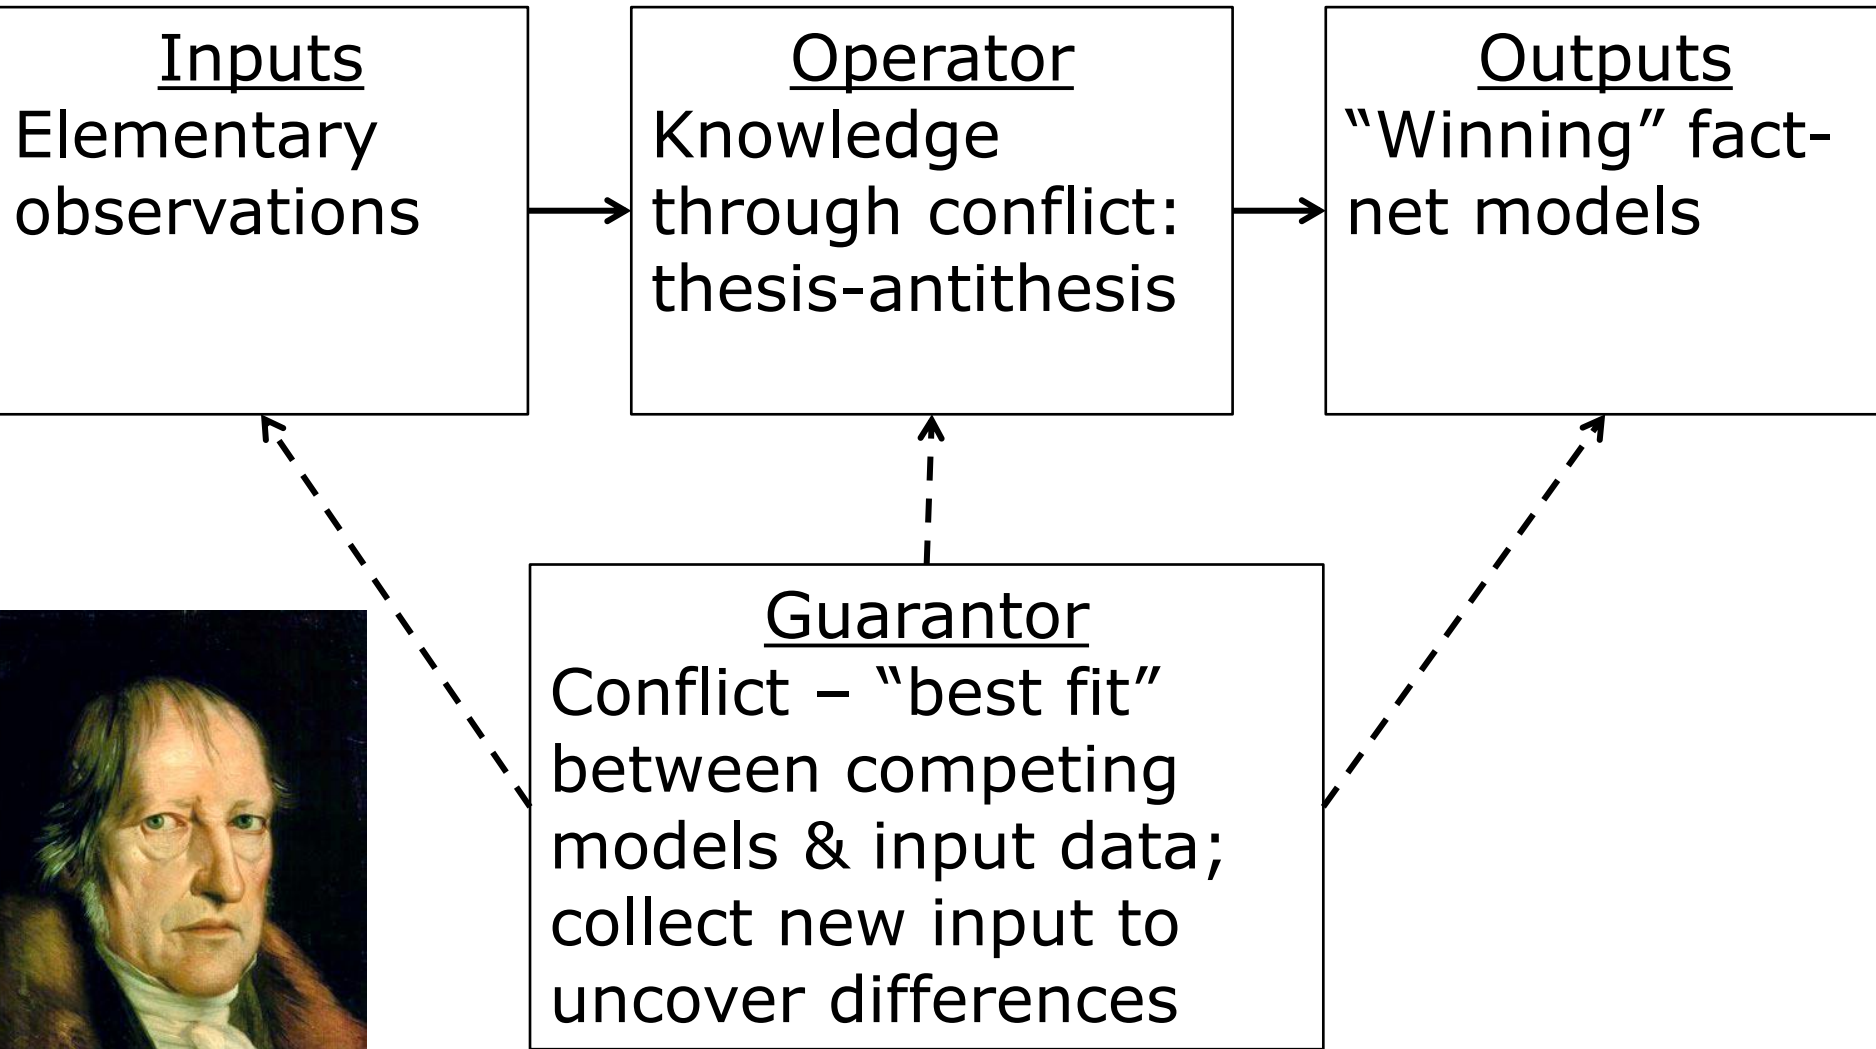 Inputs
Elementary
observations
Operator
Knowledge
through conflict:
thesis-antithesis
Outputs
“Winning” fact-
net models
Guarantor
Conflict – “best fit”
between competing
models & input data;
collect new input to
uncover differences